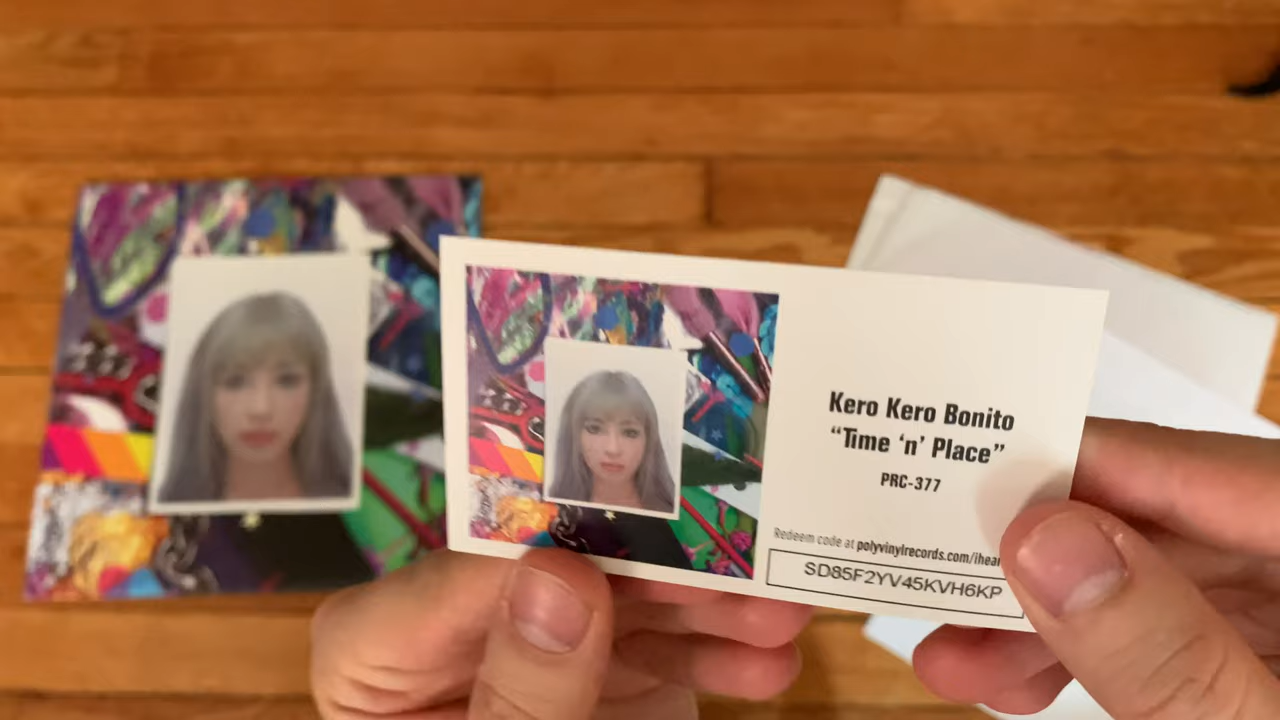 Kero Kero Bonito
“Time ‘n’ Place”
PRC-377
Redeem code at polyvinylrecords.com/ihear
SD85F2YV45KVH6KP